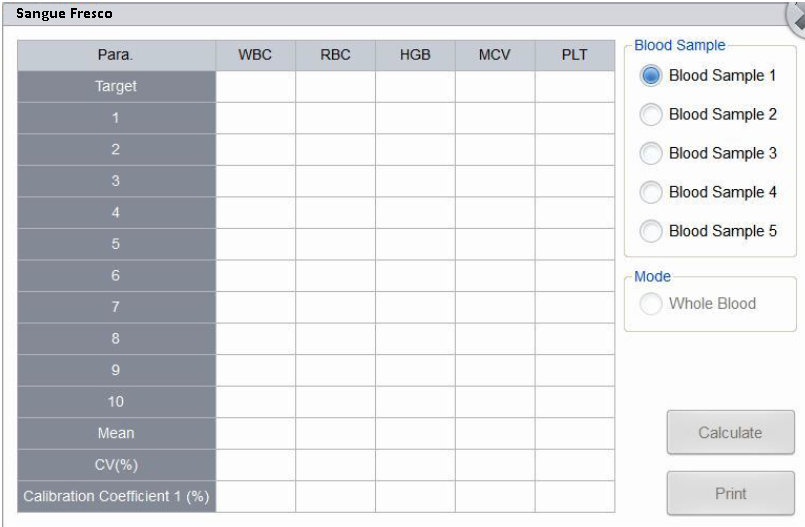 Sangue Fresco
Para. WBC RBC HGB MCV PLT
Target
1
2
3
4
5
6
7
8
9
10
Mean
CV(%)
Calibration Coefficient 1 (%)
Blood Sample
Blood Sample 1
Blood Sample 2
Blood Sample 3
Blood Sample 4
Blood Sample 5
Mode
Whole Blood
Calculate
Print